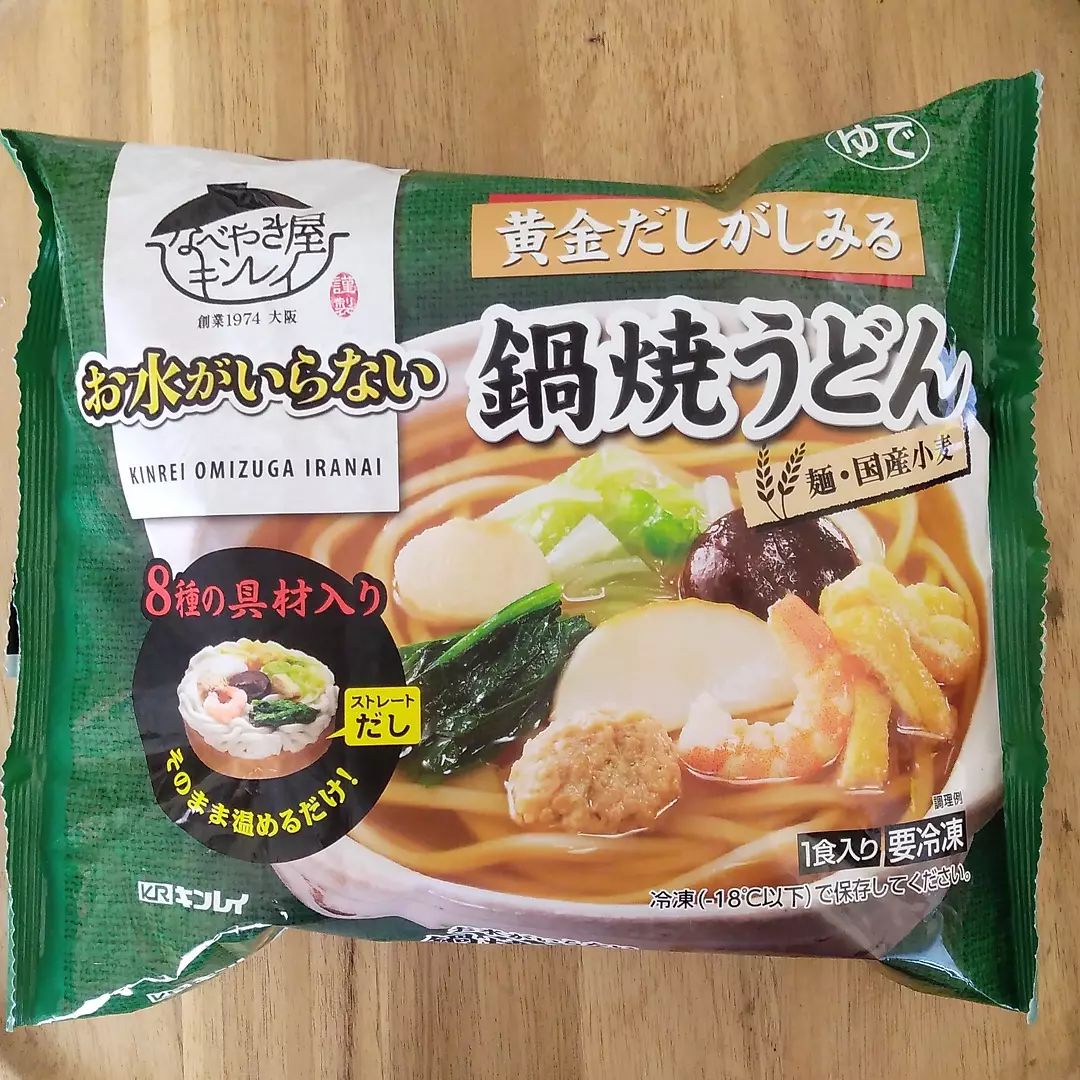 ゆで
なべやき屋
キンレイ
謹製
創業1974 大阪
黄金だしがしみる
お水がいらない
鍋焼うどん
KINREI OMIZUGA IRANAI
麺・国産小麦
8種の具材入り
ストレート
だし
そのまま温めるだけ!
調理例
1食入り 要冷凍
冷凍(-18℃以下)で保存してください。
KR キンレイ